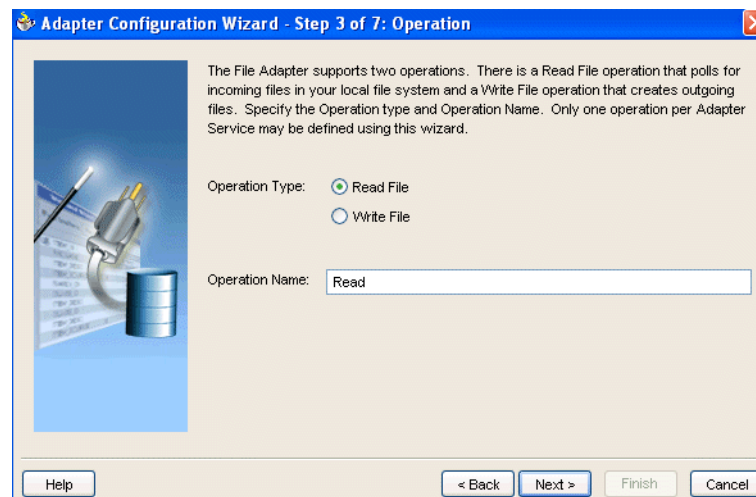 Adapter Configuration Wizard - Step 3 of 7: Operation
The File Adapter supports two operations. There is a Read File operation that polls for
incoming files in your local file system and a Write File operation that creates outgoing
files. Specify the Operation type and Operation Name. Only one operation per Adapter
Service may be defined using this wizard.
Operation Type: Read File
Write File
Operation Name: Read
Help < Back Next > Finish Cancel